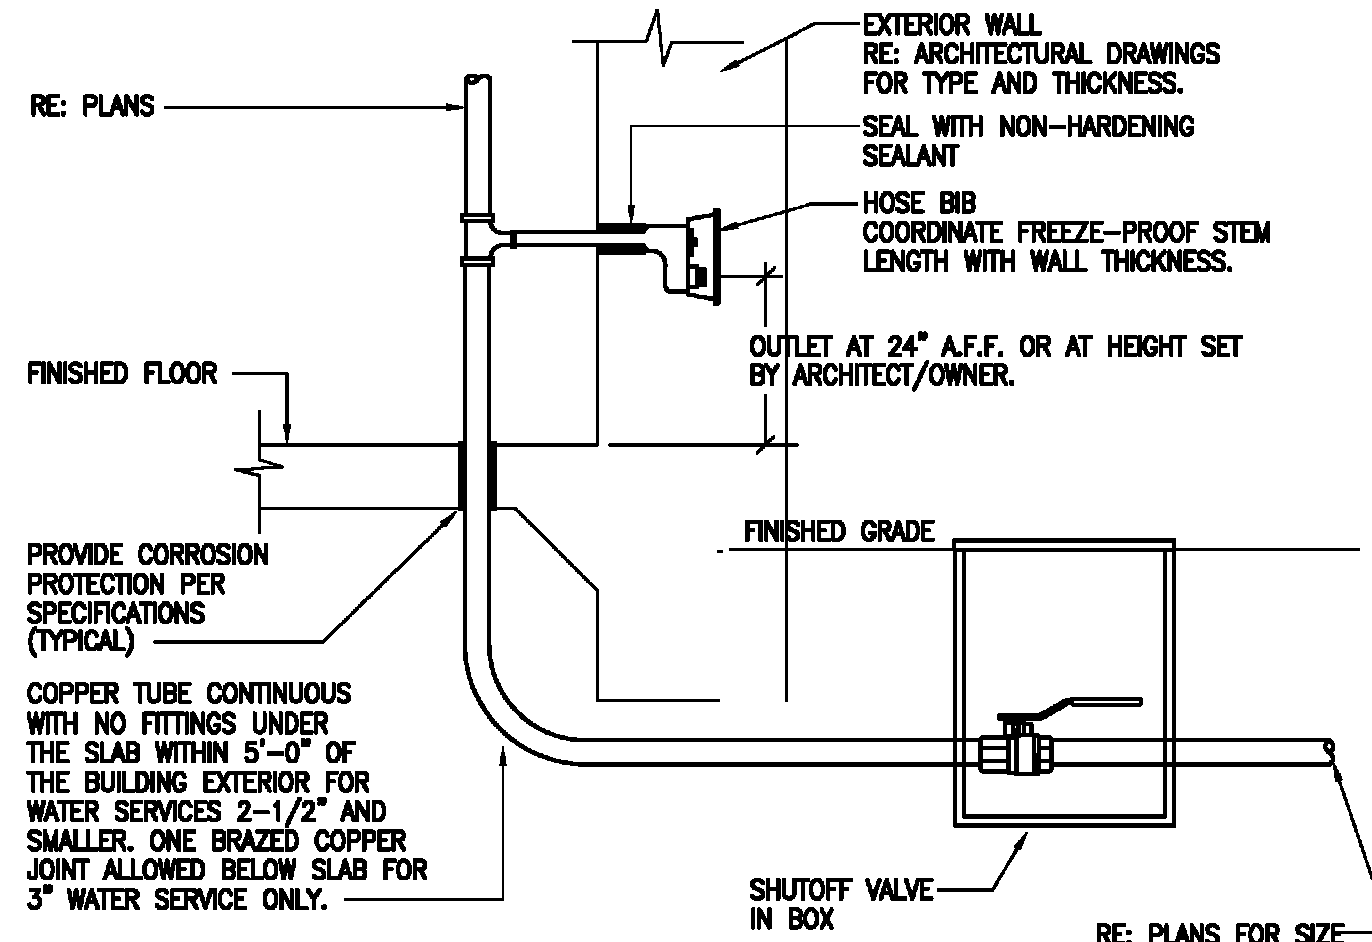 EXTERIOR WALL
RE: ARCHITECTURAL DRAWINGS
FOR TYPE AND THICKNESS.
RE: PLANS
SEAL WITH NON-HARDENING
SEALANT
HOSE BIB
COORDINATE FREEZE-PROOF STEM
LENGTH WITH WALL THICKNESS.
OUTLET AT 24" A.F.F. OR AT HEIGHT SET
BY ARCHITECT/OWNER.
FINISHED FLOOR
FINISHED GRADE
PROVIDE CORROSION
PROTECTION PER
SPECIFICATIONS
(TYPICAL)
COPPER TUBE CONTINUOUS
WITH NO FITTINGS UNDER
THE SLAB WITHIN 5'-0" OF
THE BUILDING EXTERIOR FOR
WATER SERVICES 2-1/2" AND
SMALLER. ONE BRAZED COPPER
JOINT ALLOWED BELOW SLAB FOR
3" WATER SERVICE ONLY.
SHUTOFF VALVE
IN BOX
RE: PLANS FOR SIZE